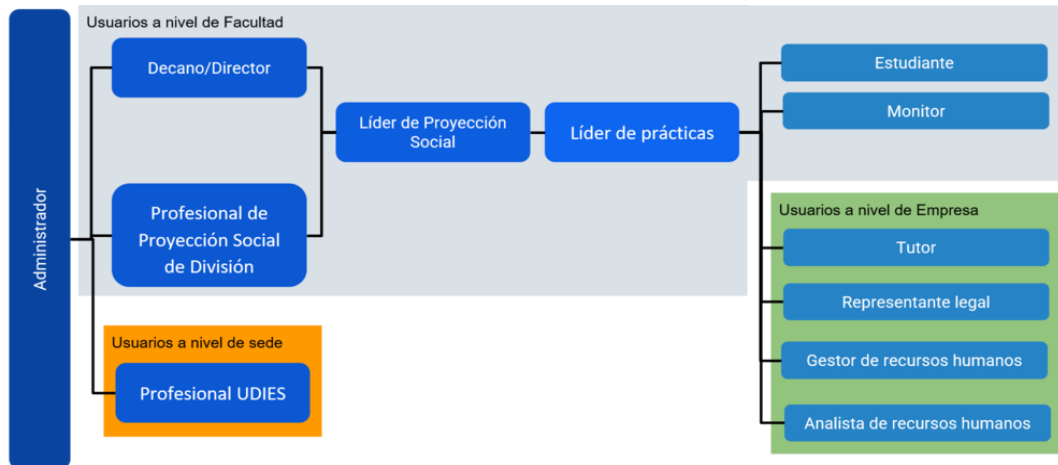 Administrador
Usuarios a nivel de Facultad
Decano/Director
Profesional de
Proyección Social
de División
Líder de Proyección
Social
Líder de prácticas
Estudiante
Monitor
Usuarios a nivel de Empresa
Tutor
Representante legal
Gestor de recursos humanos
Analista de recursos humanos
Usuarios a nivel de sede
Profesional UDIES